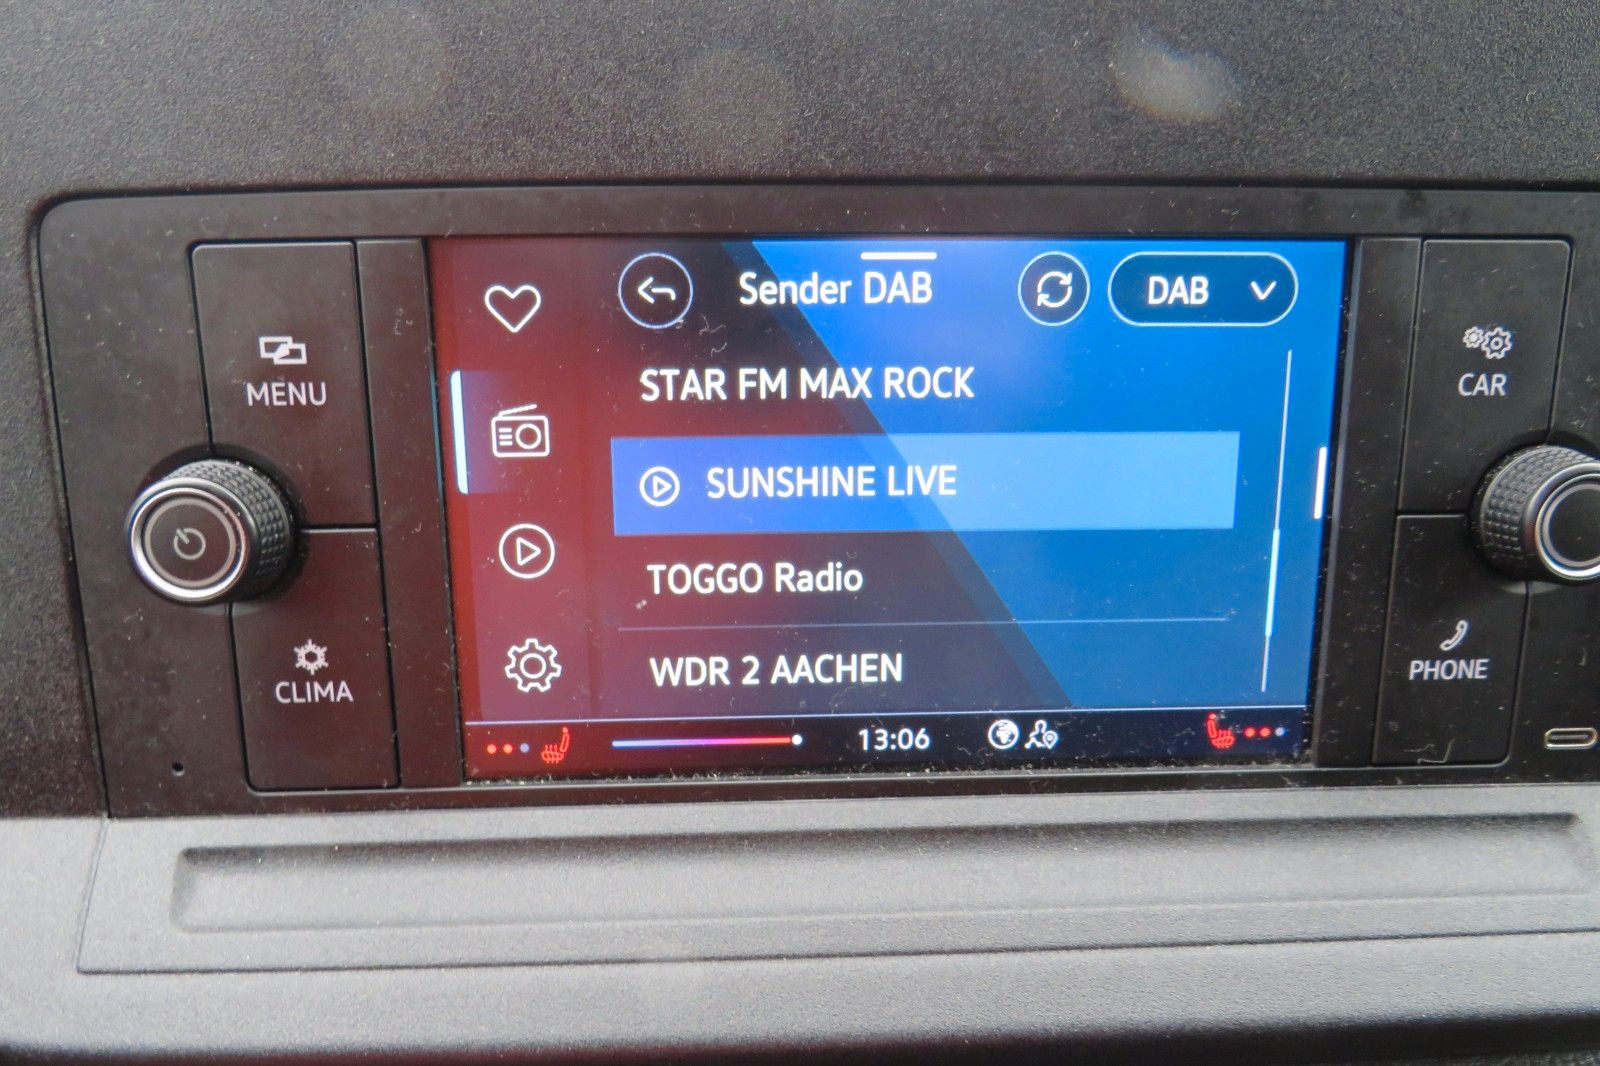 Sender DAB
DAB
STAR FM MAX ROCK
SUNSHINE LIVE
TOGGO Radio
WDR 2 AACHEN
13:06
MENU
CLIMA
CAR
PHONE